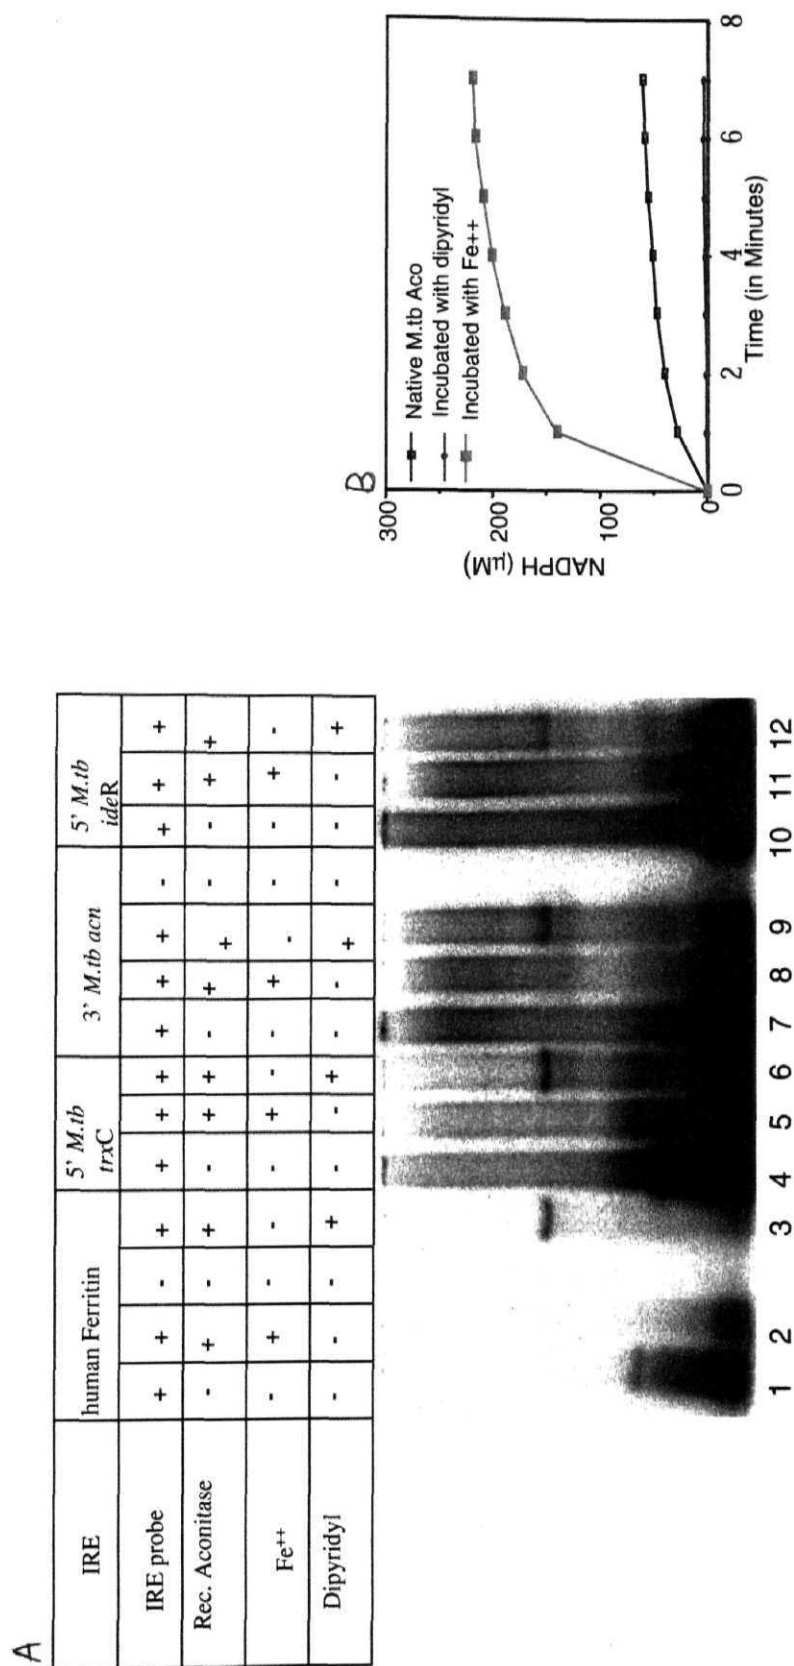 A
IRE human Ferritin 5' M.tb trxC 3' M.tb acn 5' M.tb ideR
IRE probe + + - + + + + + + + - + + +
Rec. Aconitase - + - + - + + - + + - - + +
Fe++ - + - - - + - - + - - - + -
Dipyridyl - - - + - - + - - + - - - +
1 2 3 4 5 6 7 8 9 10 11 12
B
300
200
100
0
NADPH (µM)
Native M.tb Aco
Incubated with dipyridyl
Incubated with Fe++
0 2 4 6 8
Time (in Minutes)